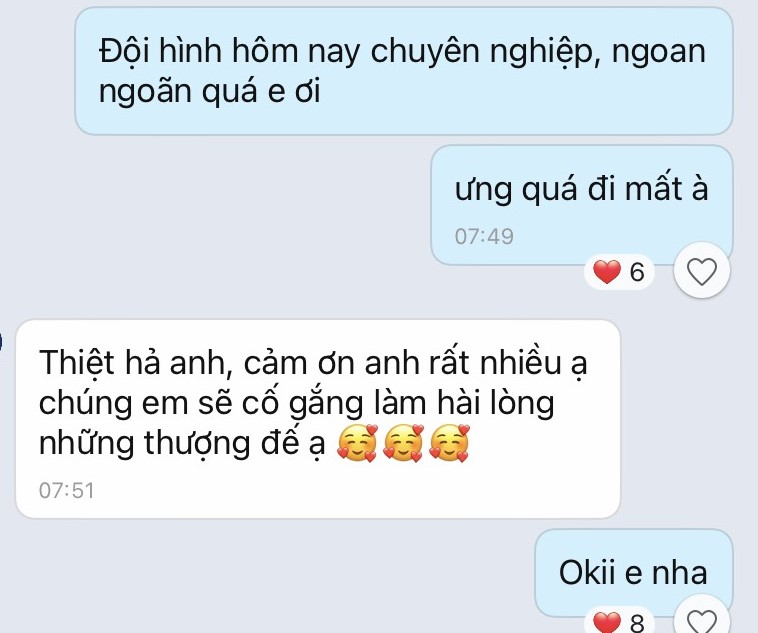 Đội hình hôm nay chuyên nghiệp, ngoan
ngoãn quá e ơi
ưng quá đi mất à
07:49
6
Thiệt hả anh, cảm ơn anh rất nhiều ạ
chúng em sẽ cố gắng làm hài lòng
những thượng đế ạ 🥰🥰🥰
07:51
Okii e nha
8